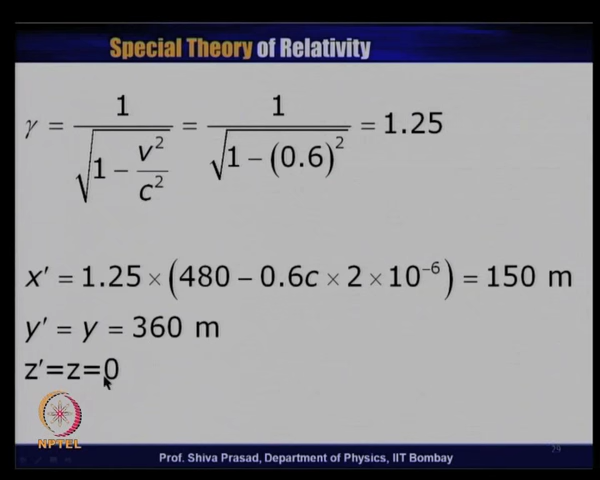 Special Theory of Relativity
γ = 1 / √(1 − v²/c²) = 1 / √(1 − (0.6)²) = 1.25
x′ = 1.25 × (480 − 0.6c × 2 × 10⁻⁶) = 150 m
y′ = y = 360 m
z′=z=0
NPTEL
Prof. Shiva Prasad, Department of Physics, IIT Bombay
29